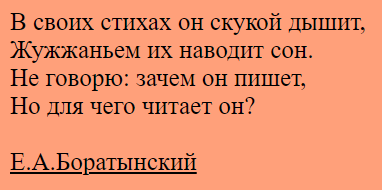 В своих стихах он скукой дышит,
Жужжаньем их наводит сон.
Не говорю: зачем он пишет,
Но для чего читает он?
Е.А.Боратынский